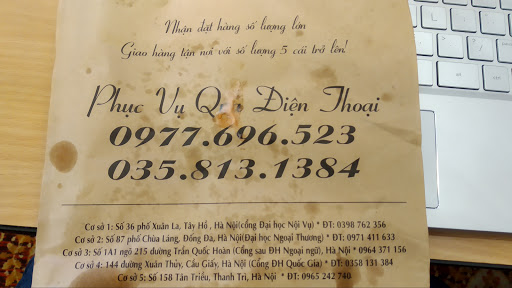 Nhận đặt hàng số lượng lớn
Giao hàng tận nơi với số lượng 5 cái trở lên!
Phục Vụ Qua Điện Thoại
0977.696.523
035.813.1384
Cơ sở 1: Số 36 phố Xuân La, Tây Hồ, Hà Nội(cổng Đại học Nội Vụ) * ĐT: 0398 762 356
Cơ sở 2: Số 87 phố Chùa Láng, Đống Đa, Hà Nội(Đại học Ngoại Thương) * ĐT: 0971 411 633
Cơ sở 3: Số 1A1 ngõ 215 đường Trần Quốc Hoàn (Cổng sau ĐH Ngoại ngữ), Hà Nội * 0964 371 156
Cơ sở 4: 144 đường Xuân Thủy, Cầu Giấy, Hà Nội (Cổng ĐH Quốc Gia) * ĐT: 0358 131 384
Cơ sở 5: Số 158 Tân Triều, Thanh Trì, Hà Nội * ĐT: 0965 242 740